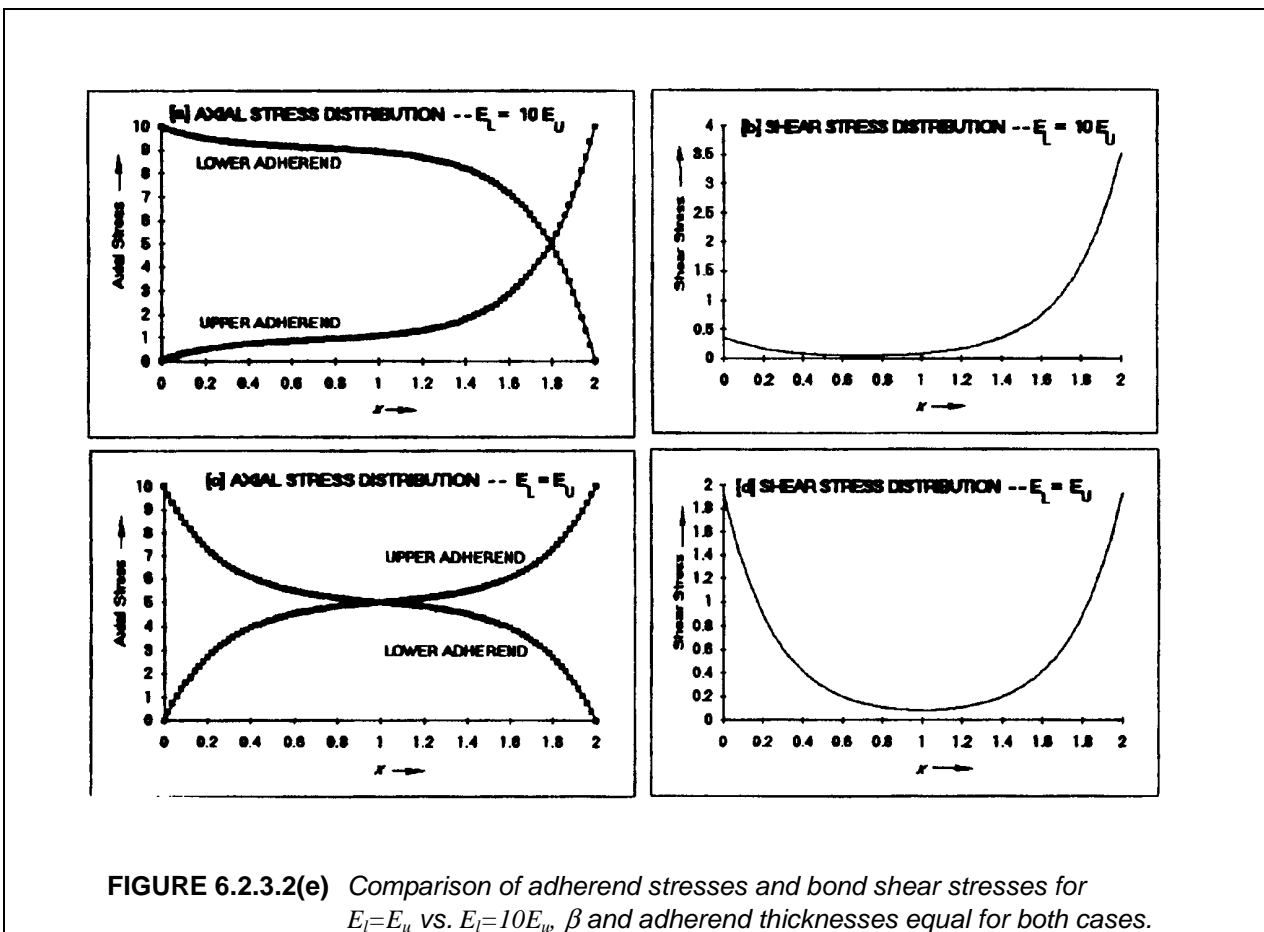 [a] AXIAL STRESS DISTRIBUTION -- E_L = 10 E_U
10
9
8
7
6
5
4
3
2
1
0
Axial Stress
LOWER ADHEREND
UPPER ADHEREND
0 0.2 0.4 0.6 0.8 1 1.2 1.4 1.6 1.8 2
x
[b] SHEAR STRESS DISTRIBUTION -- E_L = 10 E_U
4
3.5
3
2.5
2
1.5
1
0.5
0
Shear Stress
0 0.2 0.4 0.6 0.8 1 1.2 1.4 1.6 1.8 2
x
[c] AXIAL STRESS DISTRIBUTION -- E_L = E_U
10
9
8
7
6
5
4
3
2
1
0
Axial Stress
UPPER ADHEREND
LOWER ADHEREND
0 0.2 0.4 0.6 0.8 1 1.2 1.4 1.6 1.8 2
x
[d] SHEAR STRESS DISTRIBUTION -- E_L = E_U
2
1.8
1.6
1.4
1.2
1
0.8
0.6
0.4
0.2
0
Shear Stress
0 0.2 0.4 0.6 0.8 1 1.2 1.4 1.6 1.8 2
x
FIGURE 6.2.3.2(e) Comparison of adherend stresses and bond shear stresses for
E_l=E_u vs. E_l=10E_u, β and adherend thicknesses equal for both cases.